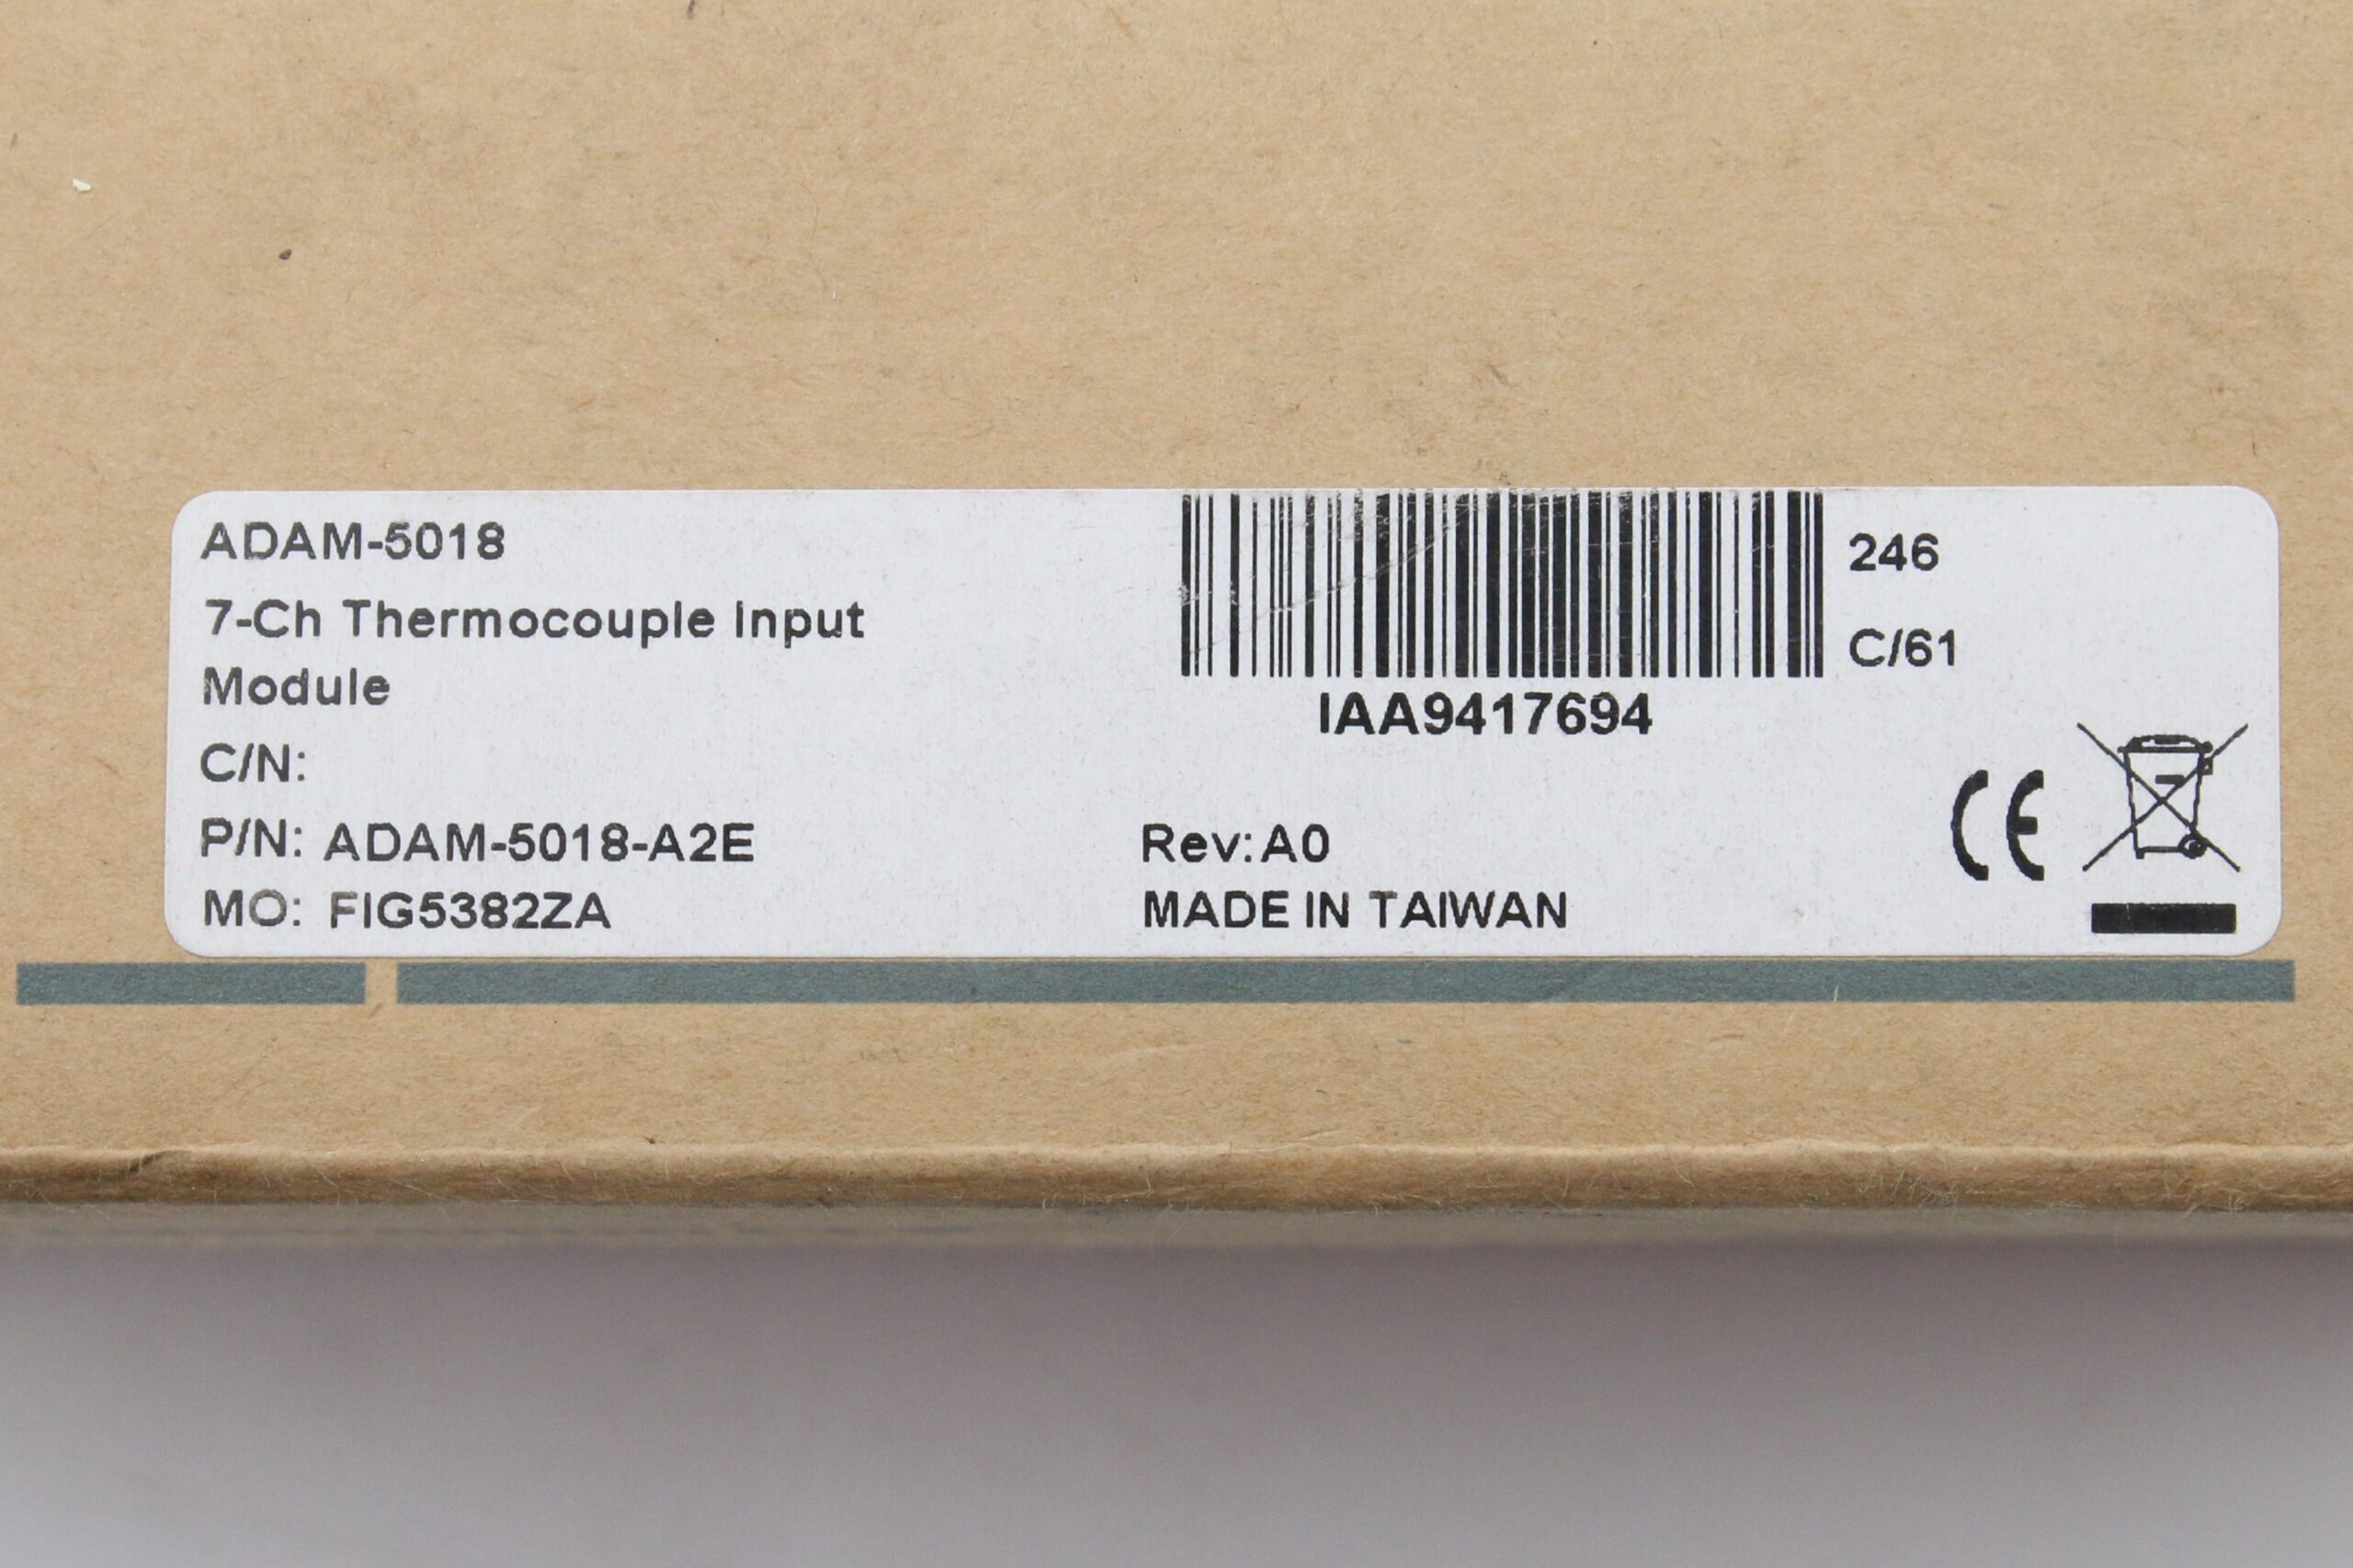 ADAM-5018
7-Ch Thermocouple Input
Module
C/N:
P/N: ADAM-5018-A2E
MO: FIG5382ZA
246
C/61
IAA9417694
Rev:A0
MADE IN TAIWAN
CE